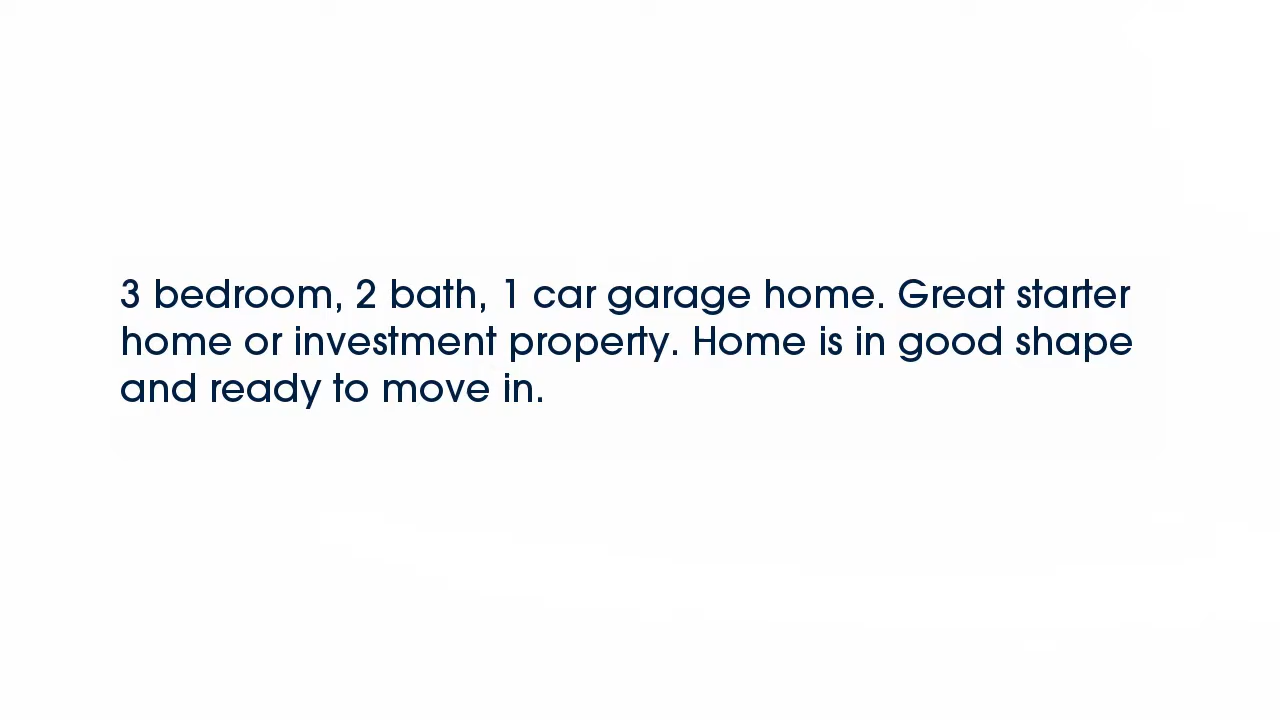 3 bedroom, 2 bath, 1 car garage home. Great starter
home or investment property. Home is in good shape
and ready to move in.